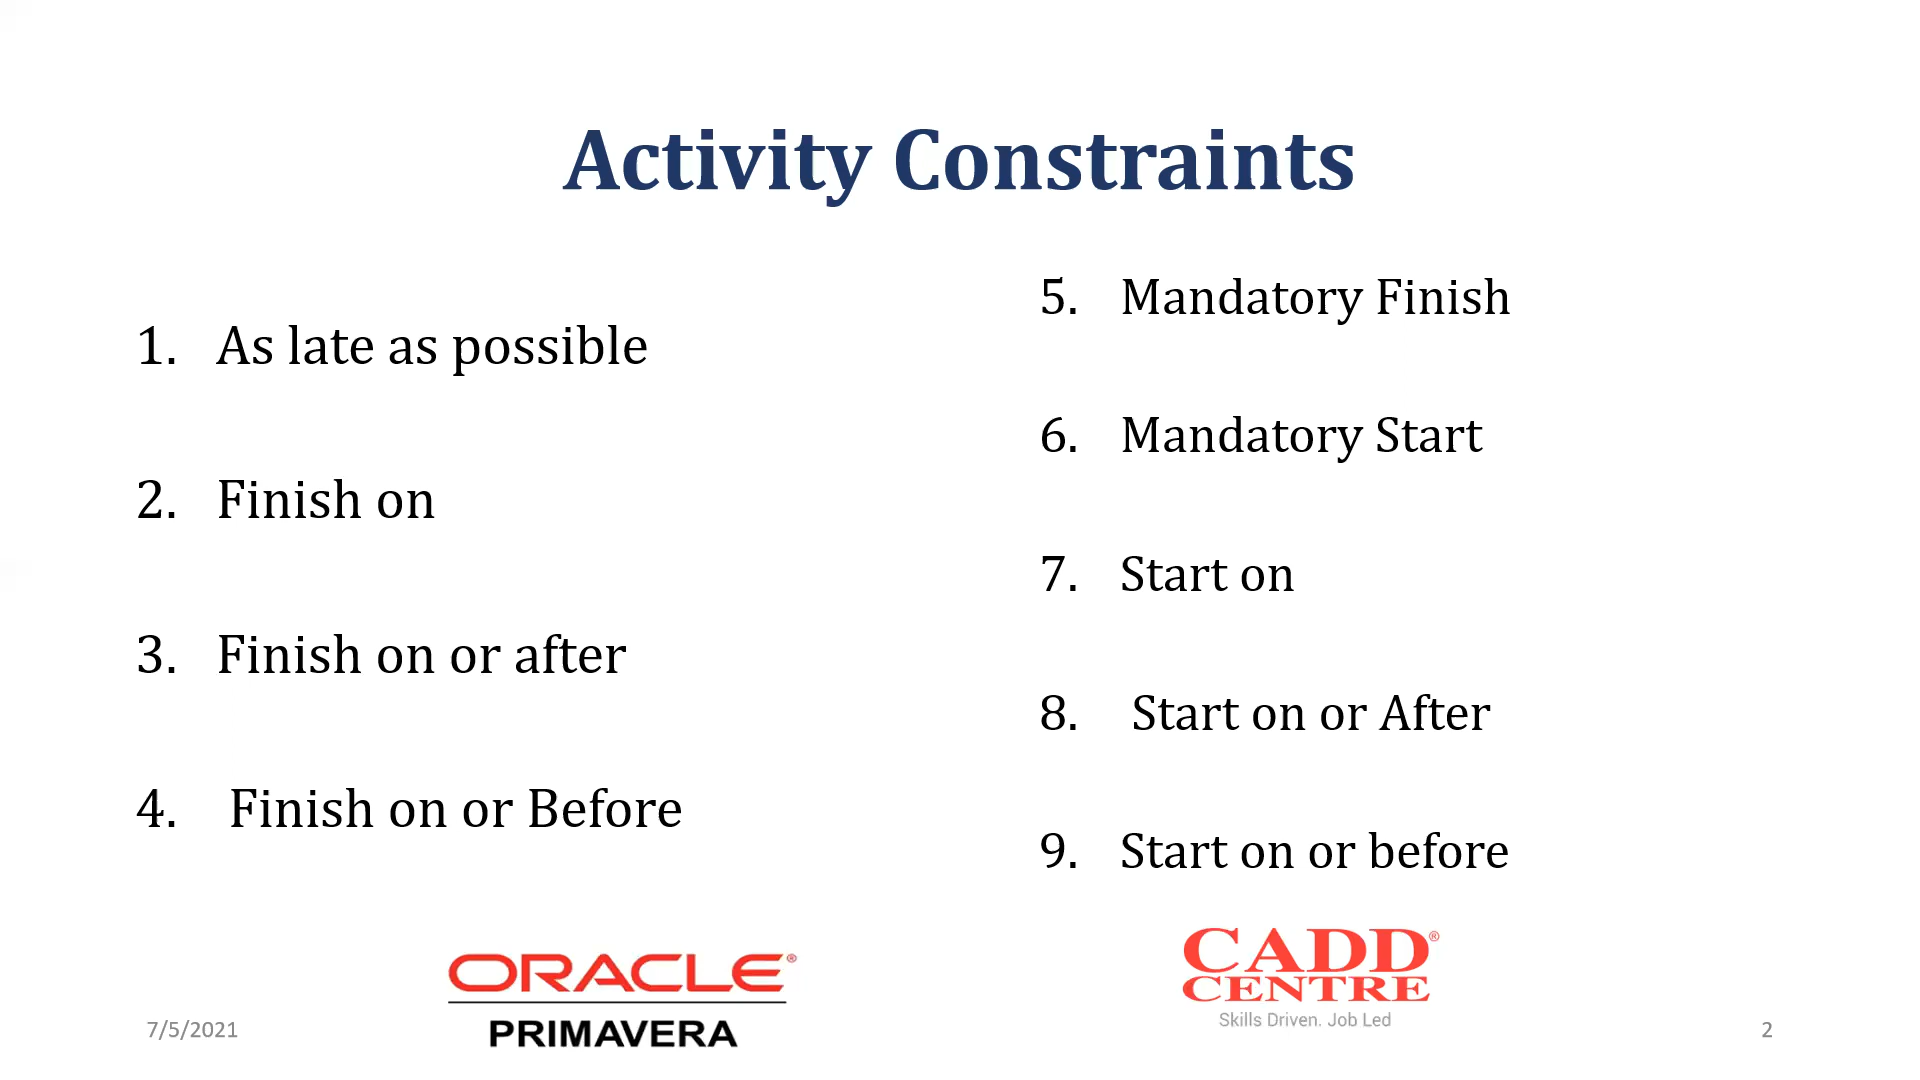 Activity Constraints
1. As late as possible
2. Finish on
3. Finish on or after
4. Finish on or Before
5. Mandatory Finish
6. Mandatory Start
7. Start on
8. Start on or After
9. Start on or before
ORACLE®
PRIMAVERA
CADD®
CENTRE
Skills Driven. Job Led
7/5/2021
2